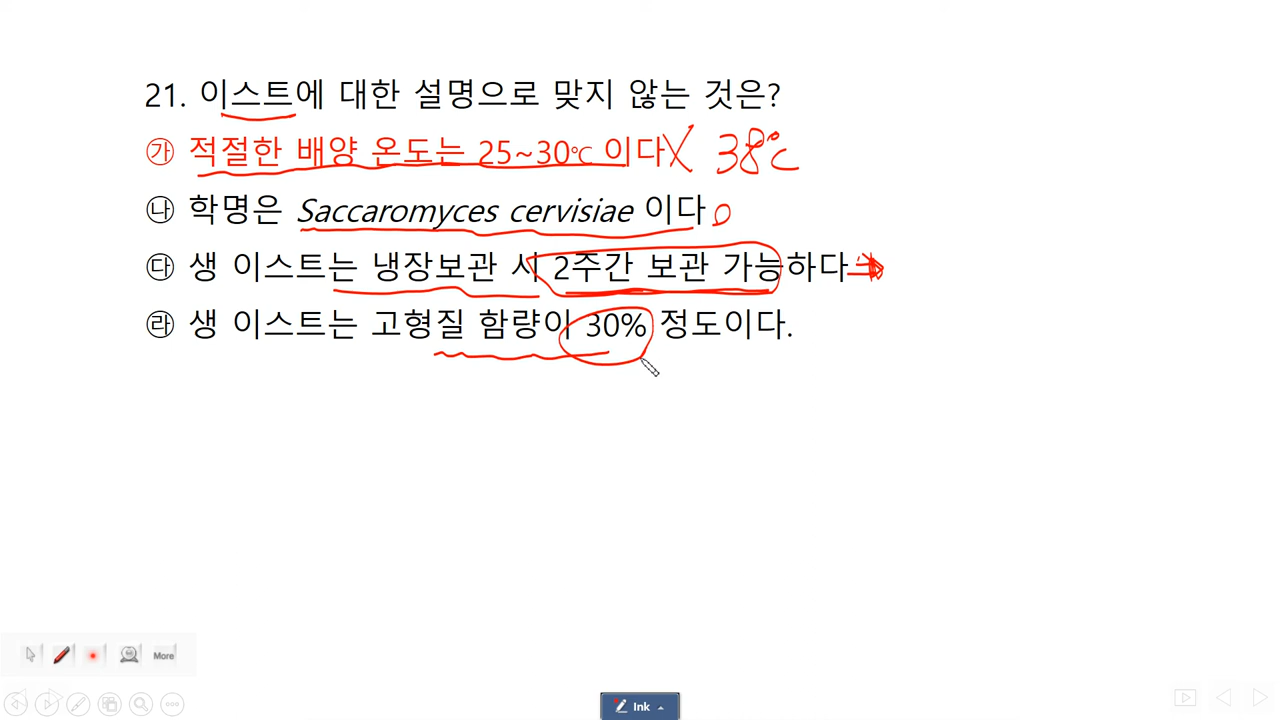 21. 이스트에 대한 설명으로 맞지 않는 것은?
㉮ 적절한 배양 온도는 25~30℃ 이다 X 38℃
㉯ 학명은 Saccaromyces cervisiae 이다 o
㉰ 생 이스트는 냉장보관 시 2주간 보관 가능하다
㉱ 생 이스트는 고형질 함량이 30% 정도이다.
More
Ink